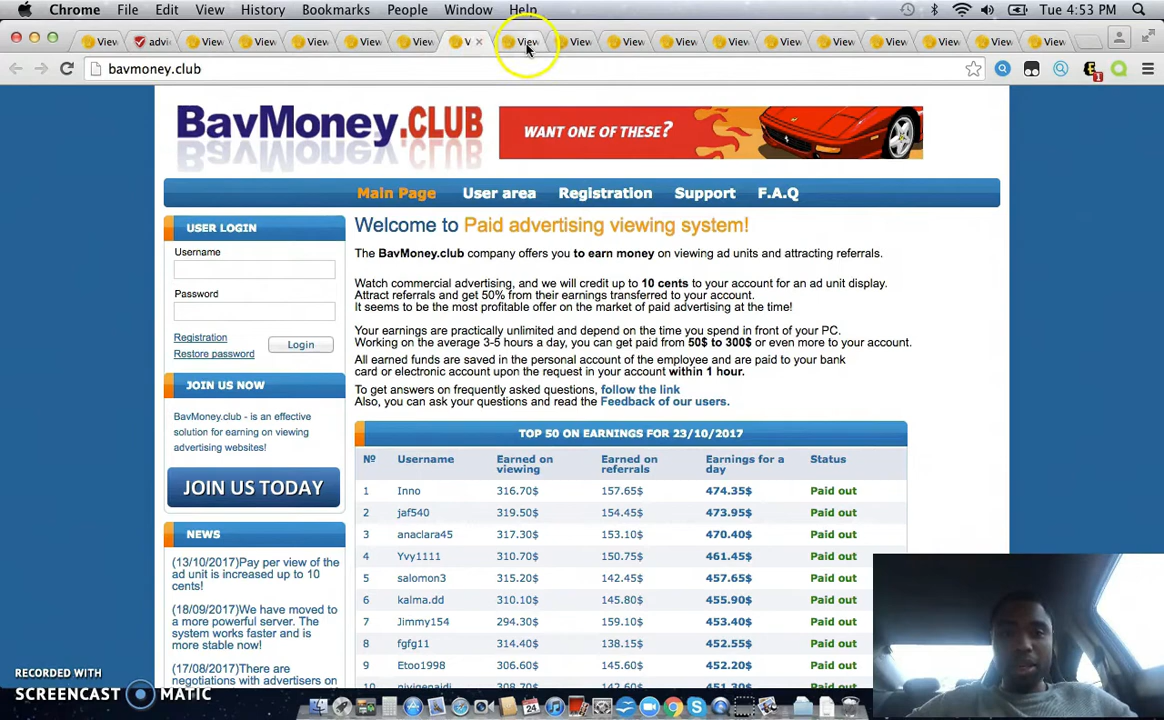 Chrome File Edit View History Bookmarks People Window Help Tue 4:53 PM
View advi View View View View View V View View View View View View View View View View
bavmoney.club
BavMoney.CLUB
WANT ONE OF THESE?
Main Page User area Registration Support F.A.Q
USER LOGIN
Username
Password
Registration
Restore password
Login
JOIN US NOW
BavMoney.club - is an effective
solution for earning on viewing
advertising websites!
JOIN US TODAY
NEWS
(13/10/2017)Pay per view of the
ad unit is increased up to 10
cents!
(18/09/2017)We have moved to
a more powerful server. The
system works faster and is
more stable now!
(17/08/2017)There are
negotiations with advertisers on
Welcome to Paid advertising viewing system!
The BavMoney.club company offers you to earn money on viewing ad units and attracting referrals.
Watch commercial advertising, and we will credit up to 10 cents to your account for an ad unit display.
Attract referrals and get 50% from their earnings transferred to your account.
It seems to be the most profitable offer on the market of paid advertising at the time!
Your earnings are practically unlimited and depend on the time you spend in front of your PC.
Working on the average 3-5 hours a day, you can get paid from 50$ to 300$ or even more to your account.
All earned funds are saved in the personal account of the employee and are paid to your bank
card or electronic account upon the request in your account within 1 hour.
To get answers on frequently asked questions, follow the link
Also, you can ask your questions and read the Feedback of our users.
TOP 50 ON EARNINGS FOR 23/10/2017
Nº Username Earned on viewing Earned on referrals Earnings for a day Status
1 Inno 316.70$ 157.65$ 474.35$ Paid out
2 jaf540 319.50$ 154.45$ 473.95$ Paid out
3 anaclara45 317.30$ 153.10$ 470.40$ Paid out
4 Yvy1111 310.70$ 150.75$ 461.45$ Paid out
5 salomon3 315.20$ 142.45$ 457.65$ Paid out
6 kalma.dd 310.10$ 145.80$ 455.90$ Paid out
7 Jimmy154 294.30$ 159.10$ 453.40$ Paid out
8 fgfg11 314.40$ 138.15$ 452.55$ Paid out
9 Etoo1998 306.60$ 145.60$ 452.20$ Paid out
RECORDED WITH
SCREENCAST MATIC